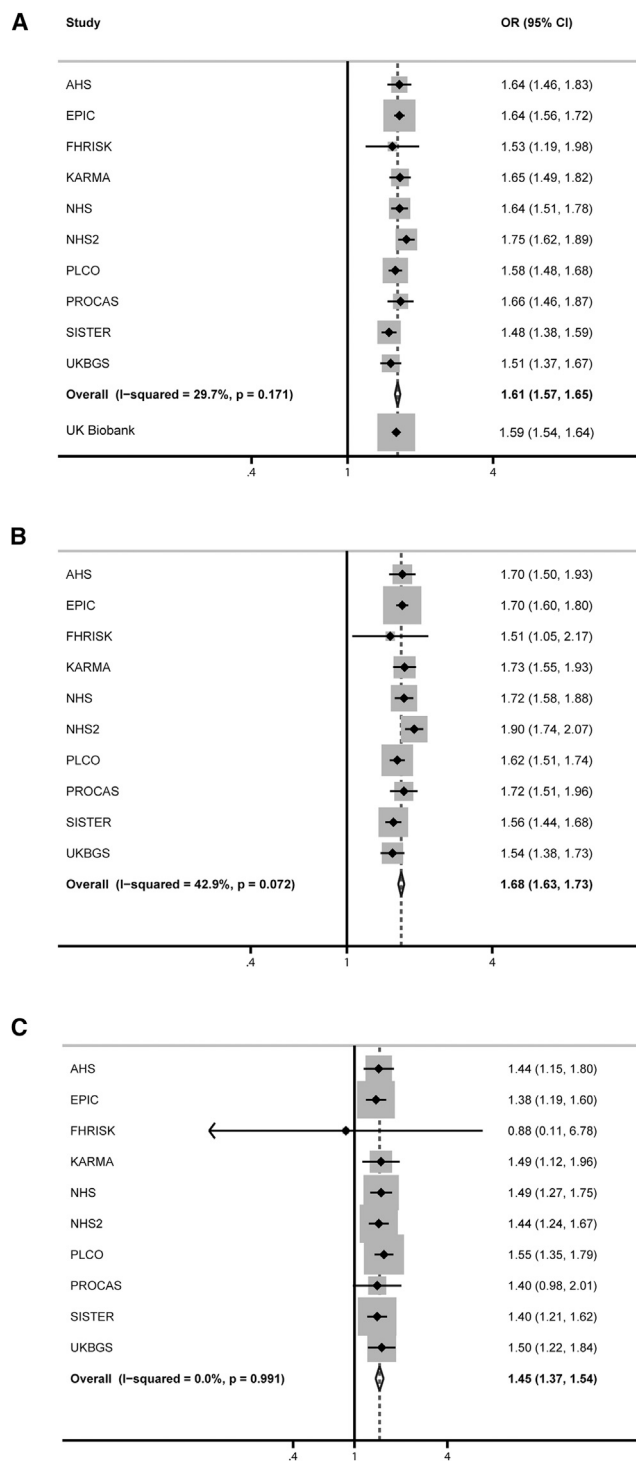 A
Study OR (95% CI)
AHS 1.64 (1.46, 1.83)
EPIC 1.64 (1.56, 1.72)
FHRISK 1.53 (1.19, 1.98)
KARMA 1.65 (1.49, 1.82)
NHS 1.64 (1.51, 1.78)
NHS2 1.75 (1.62, 1.89)
PLCO 1.58 (1.48, 1.68)
PROCAS 1.66 (1.46, 1.87)
SISTER 1.48 (1.38, 1.59)
UKBGS 1.51 (1.37, 1.67)
Overall (I−squared = 29.7%, p = 0.171) 1.61 (1.57, 1.65)
UK Biobank 1.59 (1.54, 1.64)
.4 1 4
B
AHS 1.70 (1.50, 1.93)
EPIC 1.70 (1.60, 1.80)
FHRISK 1.51 (1.05, 2.17)
KARMA 1.73 (1.55, 1.93)
NHS 1.72 (1.58, 1.88)
NHS2 1.90 (1.74, 2.07)
PLCO 1.62 (1.51, 1.74)
PROCAS 1.72 (1.51, 1.96)
SISTER 1.56 (1.44, 1.68)
UKBGS 1.54 (1.38, 1.73)
Overall (I−squared = 42.9%, p = 0.072) 1.68 (1.63, 1.73)
.4 1 4
C
AHS 1.44 (1.15, 1.80)
EPIC 1.38 (1.19, 1.60)
FHRISK 0.88 (0.11, 6.78)
KARMA 1.49 (1.12, 1.96)
NHS 1.49 (1.27, 1.75)
NHS2 1.44 (1.24, 1.67)
PLCO 1.55 (1.35, 1.79)
PROCAS 1.40 (0.98, 2.01)
SISTER 1.40 (1.21, 1.62)
UKBGS 1.50 (1.22, 1.84)
Overall (I−squared = 0.0%, p = 0.991) 1.45 (1.37, 1.54)
.4 1 4